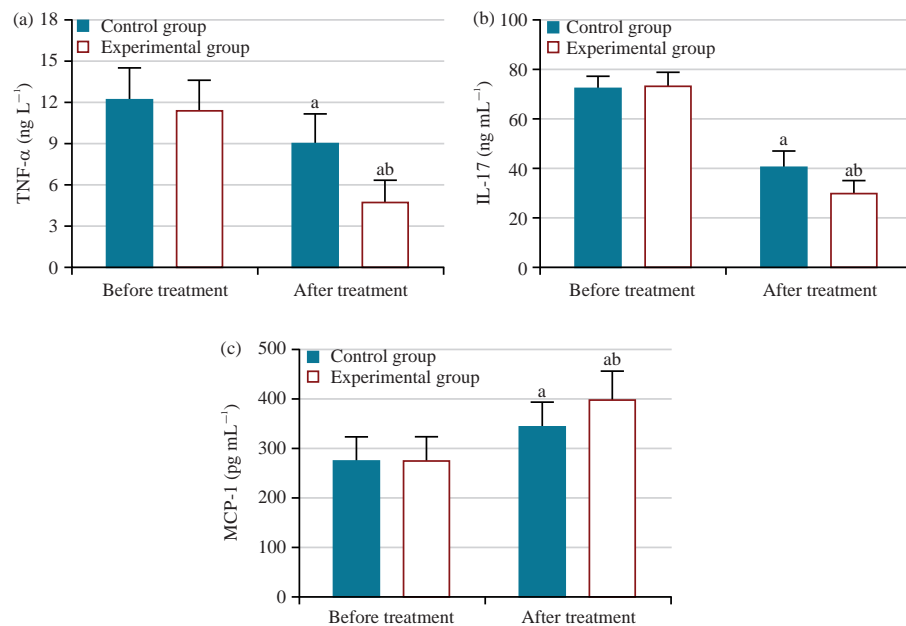 (a)
TNF-α (ng L⁻¹)
18
15
12
9
6
3
0
Control group
Experimental group
a
ab
Before treatment
After treatment
(b)
IL-17 (ng mL⁻¹)
100
80
60
40
20
0
Control group
Experimental group
a
ab
Before treatment
After treatment
(c)
MCP-1 (pg mL⁻¹)
500
400
300
200
100
0
Control group
Experimental group
a
ab
Before treatment
After treatment